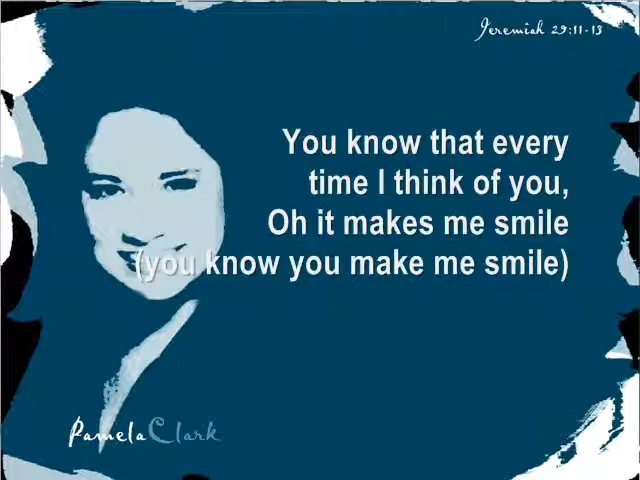 Jeremiah 29:11-13
You know that every
time I think of you,
Oh it makes me smile
(you know you make me smile)
PamelaClark